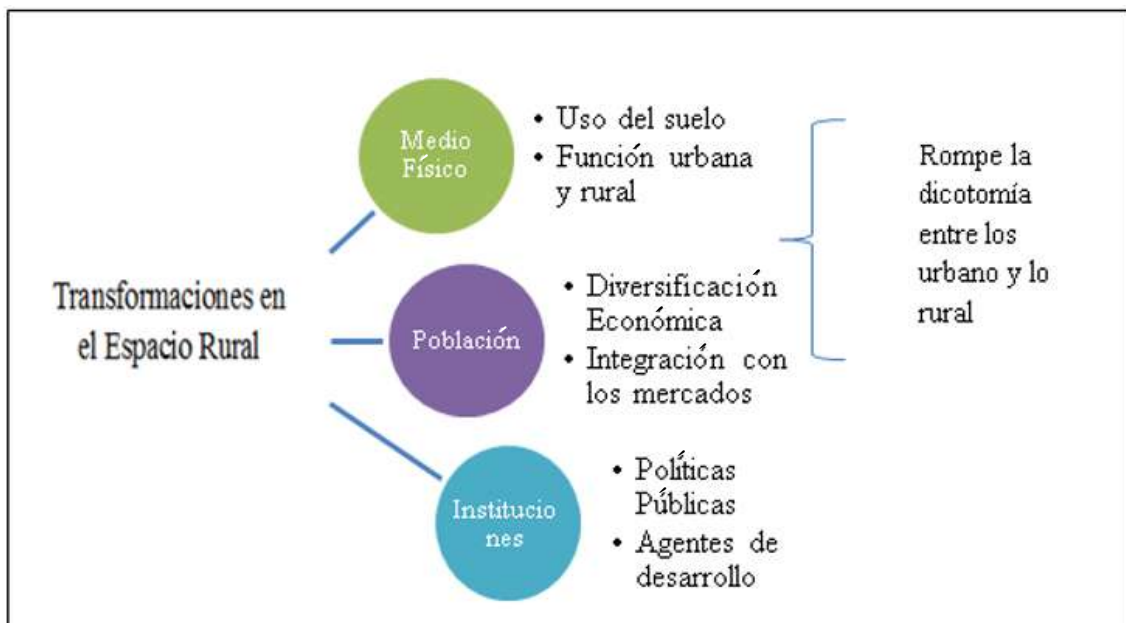 Transformaciones en
el Espacio Rural
Medio
Físico
• Uso del suelo
• Función urbana
y rural
Población
• Diversificación
Económica
• Integración con
los mercados
Institucio
nes
• Políticas
Públicas
• Agentes de
desarrollo
Rompe la
dicotomía
entre los
urbano y lo
rural